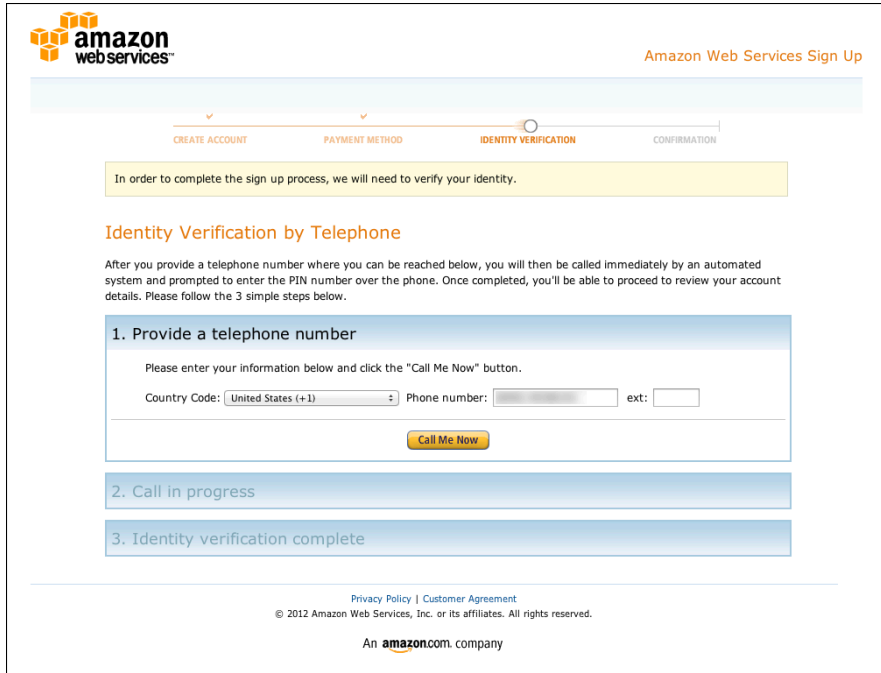 amazon
web services™
Amazon Web Services Sign Up
CREATE ACCOUNT PAYMENT METHOD IDENTITY VERIFICATION CONFIRMATION
In order to complete the sign up process, we will need to verify your identity.
Identity Verification by Telephone
After you provide a telephone number where you can be reached below, you will then be called immediately by an automated
system and prompted to enter the PIN number over the phone. Once completed, you'll be able to proceed to review your account
details. Please follow the 3 simple steps below.
1. Provide a telephone number
Please enter your information below and click the "Call Me Now" button.
Country Code: United States (+1) Phone number: ext:
Call Me Now
2. Call in progress
3. Identity verification complete
Privacy Policy | Customer Agreement
© 2012 Amazon Web Services, Inc. or its affiliates. All rights reserved.
An amazon.com. company